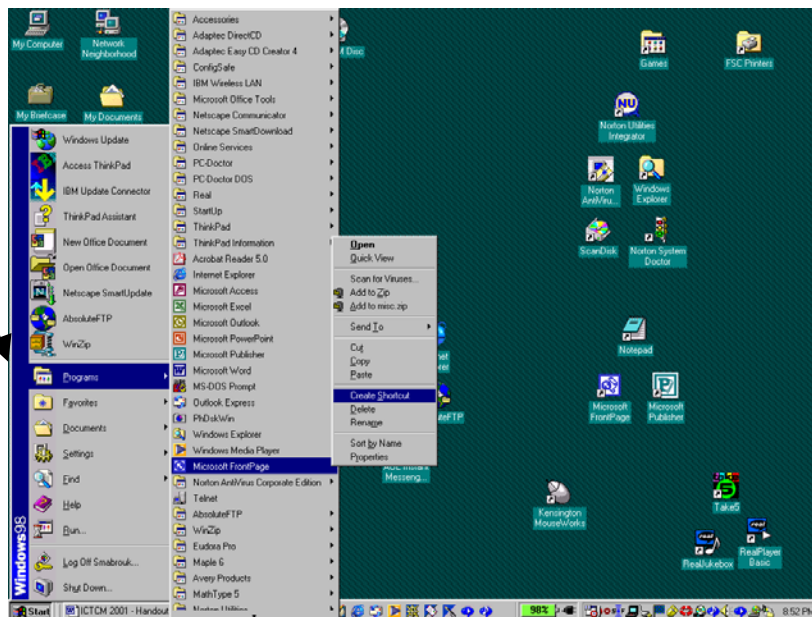 My Computer
Network
Neighborhood
My Briefcase
My Documents
Windows Update
Access ThinkPad
IBM Update Connector
ThinkPad Assistant
New Office Document
Open Office Document
Netscape SmartUpdate
AbsoluteFTP
WinZip
Programs
Favorites
Documents
Settings
Find
Help
Run...
Log Off Smabrouk...
Shut Down...
Windows98
Accessories
Adaptec DirectCD
Adaptec Easy CD Creator 4
ConfigSafe
IBM Wireless LAN
Microsoft Office Tools
Netscape Communicator
Netscape SmartDownload
Online Services
PC-Doctor
PC-Doctor DOS
Real
StartUp
ThinkPad
ThinkPad Information
Acrobat Reader 5.0
Internet Explorer
Microsoft Access
Microsoft Excel
Microsoft Outlook
Microsoft PowerPoint
Microsoft Publisher
Microsoft Word
MS-DOS Prompt
Outlook Express
PhDskWin
Windows Explorer
Windows Media Player
Microsoft FrontPage
Norton AntiVirus Corporate Edition
Telnet
AbsoluteFTP
WinZip
Eudora Pro
Maple 6
Avery Products
MathType 5
Norton Utilities
Disc
Open
Quick View
Scan for Viruses...
Add to Zip
Add to misc.zip
Send To
Cut
Copy
Paste
Create Shortcut
Delete
Rename
Sort by Name
Properties
Messeng...
Games
FSC Printers
Norton Utilities
Integrator
Norton
AntiViru...
Windows
Explorer
ScanDisk
Norton System
Doctor
Notepad
Microsoft
FrontPage
Microsoft
Publisher
Kensington
MouseWorks
Take5
RealJukebox
RealPlayer
Basic
Start
ICTCM 2001 - Handout
98%
8:52 PM